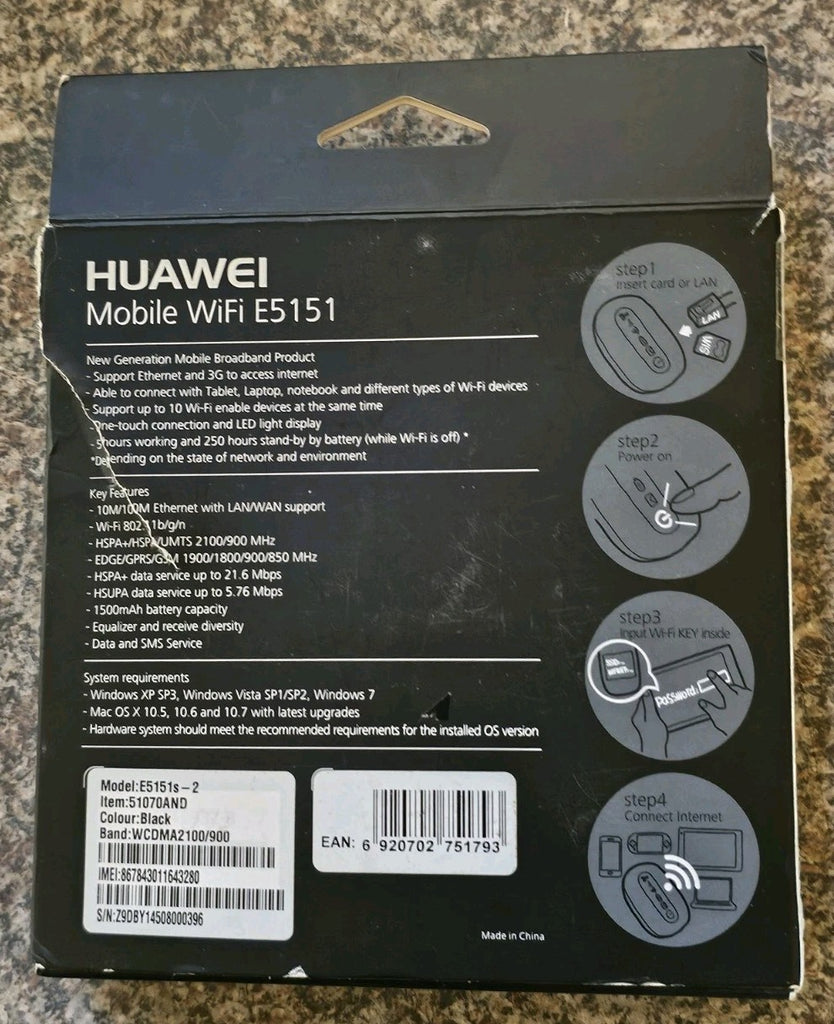 HUAWEI
Mobile WiFi E5151
New Generation Mobile Broadband Product
- Support Ethernet and 3G to access internet
- Able to connect with Tablet, Laptop, notebook and different types of Wi-Fi devices
- Support up to 10 Wi-Fi enable devices at the same time
- One-touch connection and LED light display
- 5hours working and 250 hours stand-by by battery (while Wi-Fi is off) *
*Depending on the state of network and environment
Key Features
- 10M/100M Ethernet with LAN/WAN support
- Wi-Fi 802.11b/g/n
- HSPA+/HSPA/UMTS 2100/900 MHz
- EDGE/GPRS/GSM 1900/1800/900/850 MHz
- HSPA+ data service up to 21.6 Mbps
- HSUPA data service up to 5.76 Mbps
- 1500mAh battery capacity
- Equalizer and receive diversity
- Data and SMS Service
System requirements
- Windows XP SP3, Windows Vista SP1/SP2, Windows 7
- Mac OS X 10.5, 10.6 and 10.7 with latest upgrades
- Hardware system should meet the recommended requirements for the installed OS version
Model:E5151s-2
Item:51070AND
Colour:Black
Band:WCDMA2100/900
IMEI:867843011643280
S/N:Z9DBY14508000396
EAN: 6 920702 751793
Made in China
step1
Insert card or LAN
LAN
step2
Power on
step3
Input Wi-Fi KEY inside
password:
step4
Connect Internet